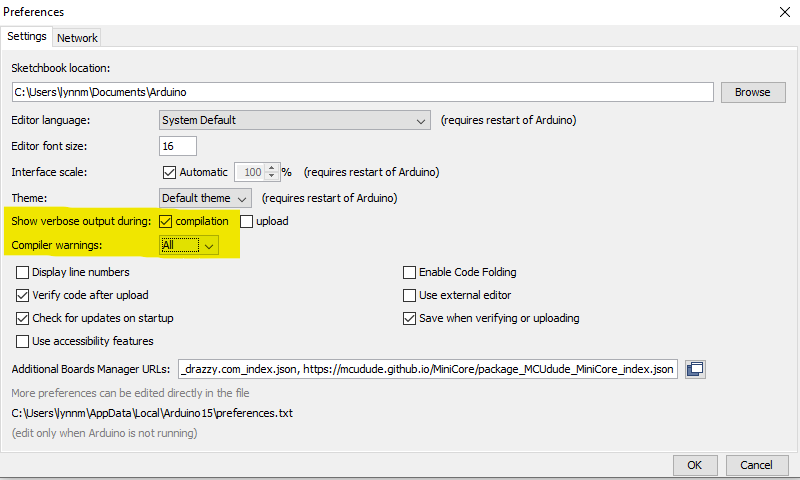 Preferences
Settings Network
Sketchbook location:
C:\Users\lynnm\Documents\Arduino Browse
Editor language: System Default (requires restart of Arduino)
Editor font size: 16
Interface scale: Automatic 100 % (requires restart of Arduino)
Theme: Default theme (requires restart of Arduino)
Show verbose output during: compilation upload
Compiler warnings: All
Display line numbers Enable Code Folding
Verify code after upload Use external editor
Check for updates on startup Save when verifying or uploading
Use accessibility features
Additional Boards Manager URLs: _drazzy.com_index.json, https://mcudude.github.io/MiniCore/package_MCUdude_MiniCore_index.json
More preferences can be edited directly in the file
C:\Users\lynnm\AppData\Local\Arduino15\preferences.txt
(edit only when Arduino is not running)
OK Cancel